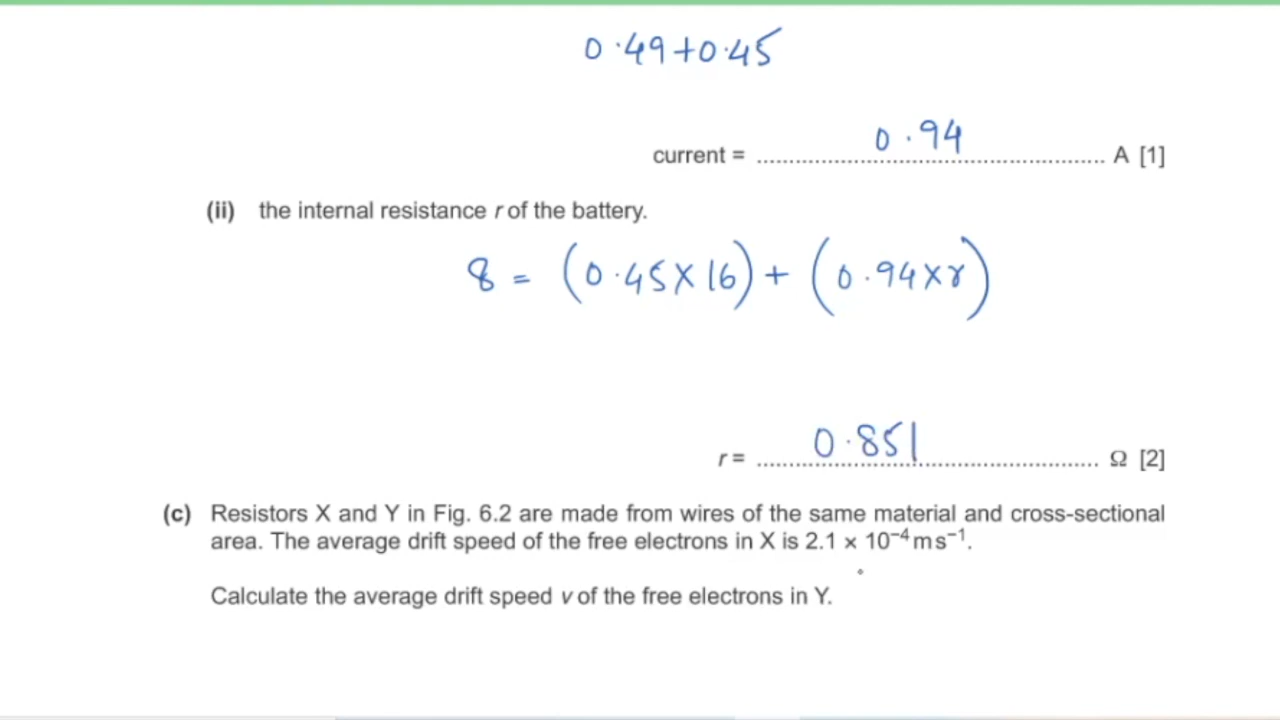 0.49+0.45
current = 0.94 A [1]
(ii) the internal resistance r of the battery.
8 = (0.45×16)+(0.94×r)
r = 0.851 Ω [2]
(c) Resistors X and Y in Fig. 6.2 are made from wires of the same material and cross-sectional
area. The average drift speed of the free electrons in X is 2.1 × 10⁻⁴ m s⁻¹.
Calculate the average drift speed v of the free electrons in Y.